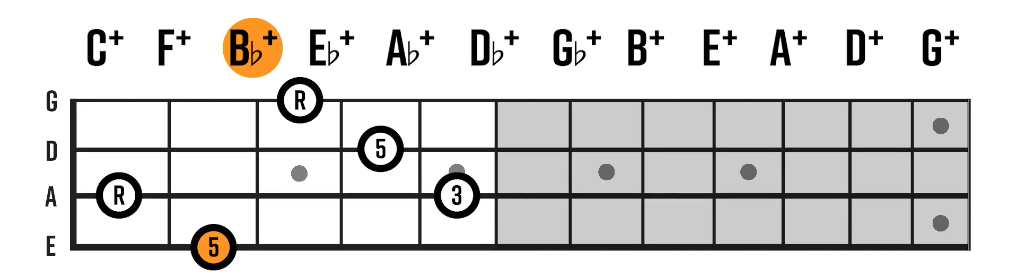 C+ F+ B♭+ E♭+ A♭+ D♭+ G♭+ B+ E+ A+ D+ G+
G R
D 5
A R 3
E 5